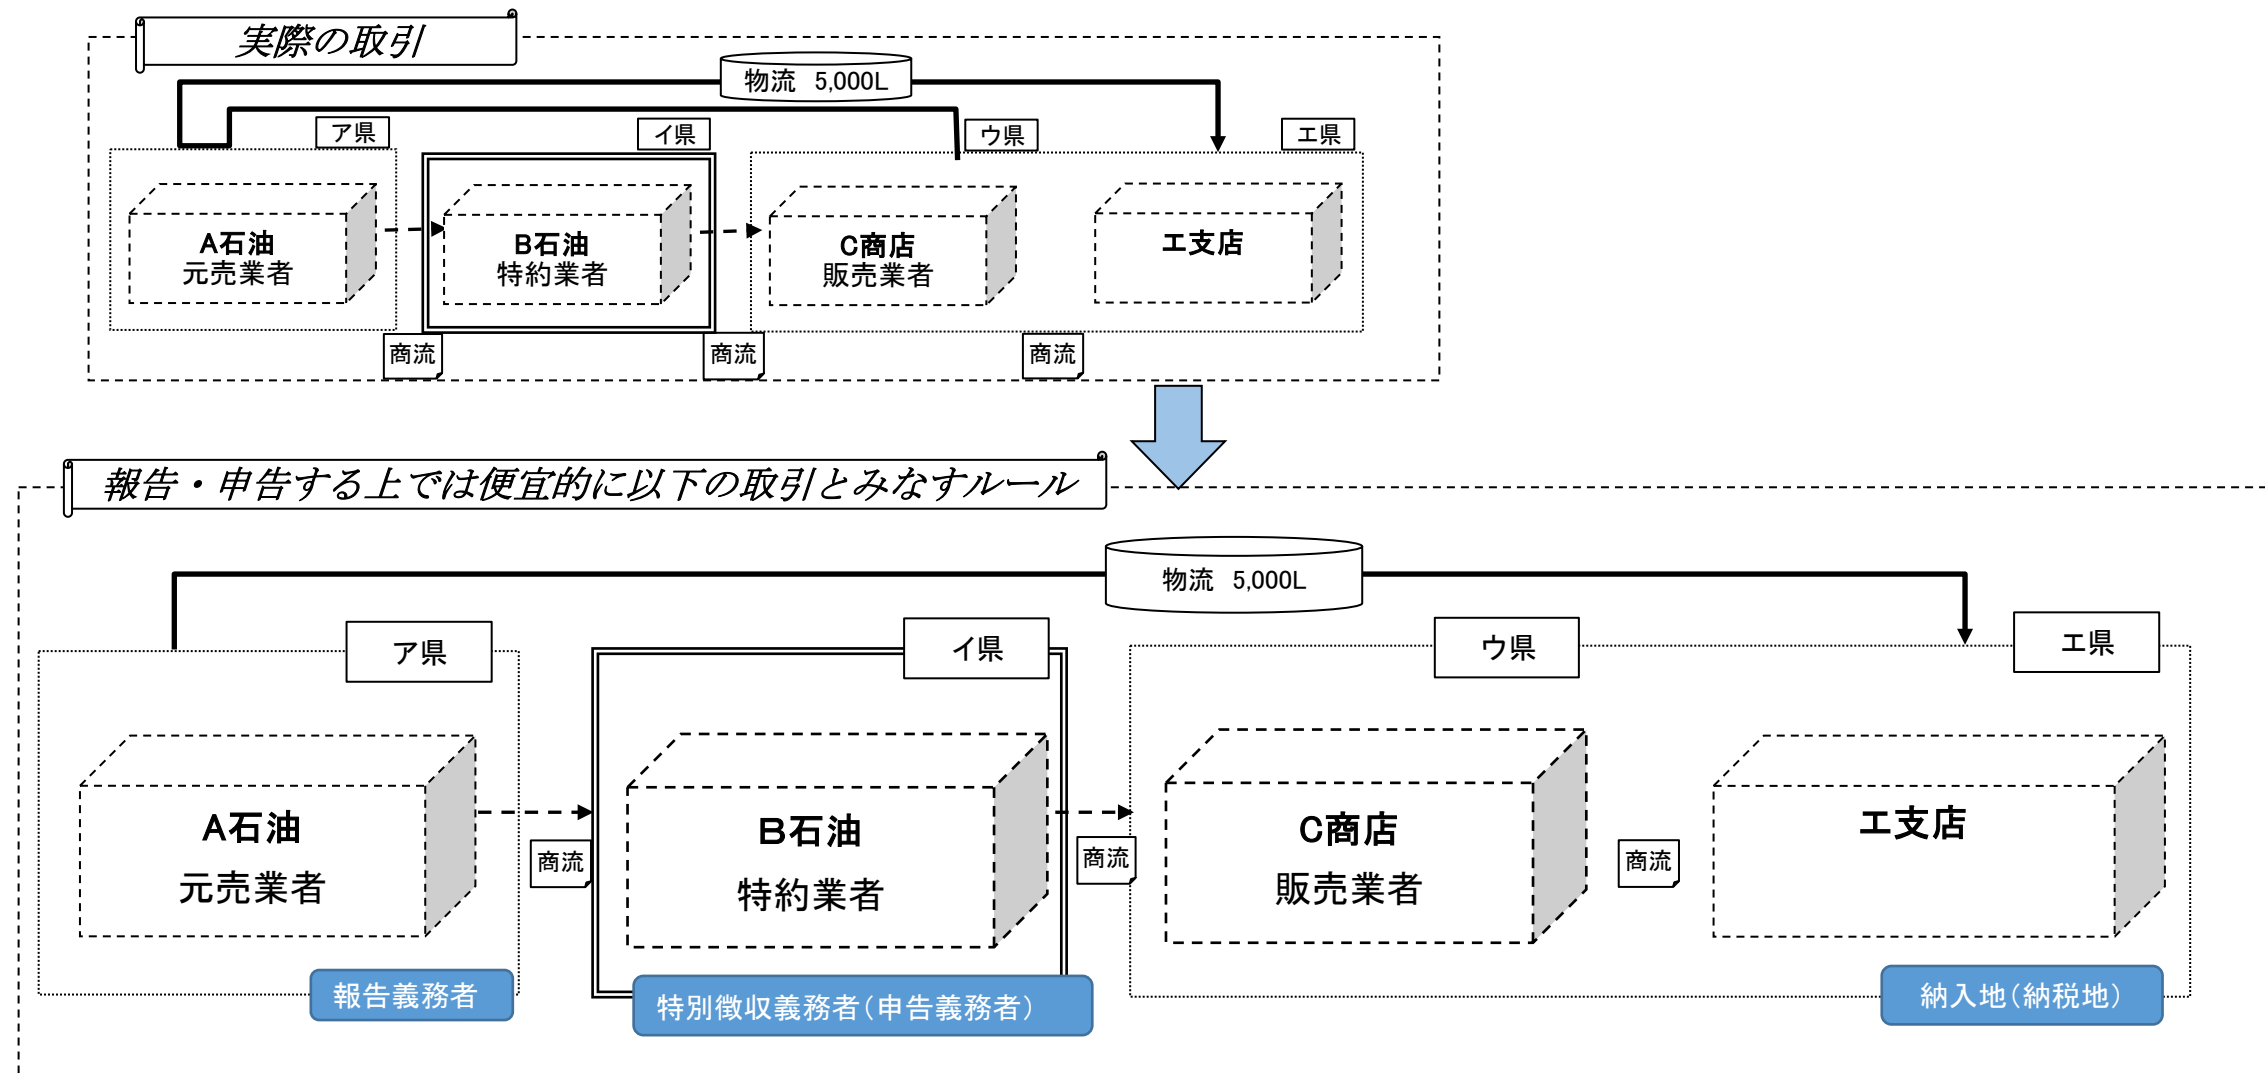 実際の取引
物流 5,000L
ア県
イ県
ウ県
エ県
A石油
元売業者
B石油
特約業者
C商店
販売業者
エ支店
商流
商流
商流
報告・申告する上では便宜的に以下の取引とみなすルール
物流 5,000L
ア県
イ県
ウ県
エ県
A石油
元売業者
B石油
特約業者
C商店
販売業者
エ支店
商流
商流
商流
報告義務者
特別徴収義務者（申告義務者）
納入地（納税地）